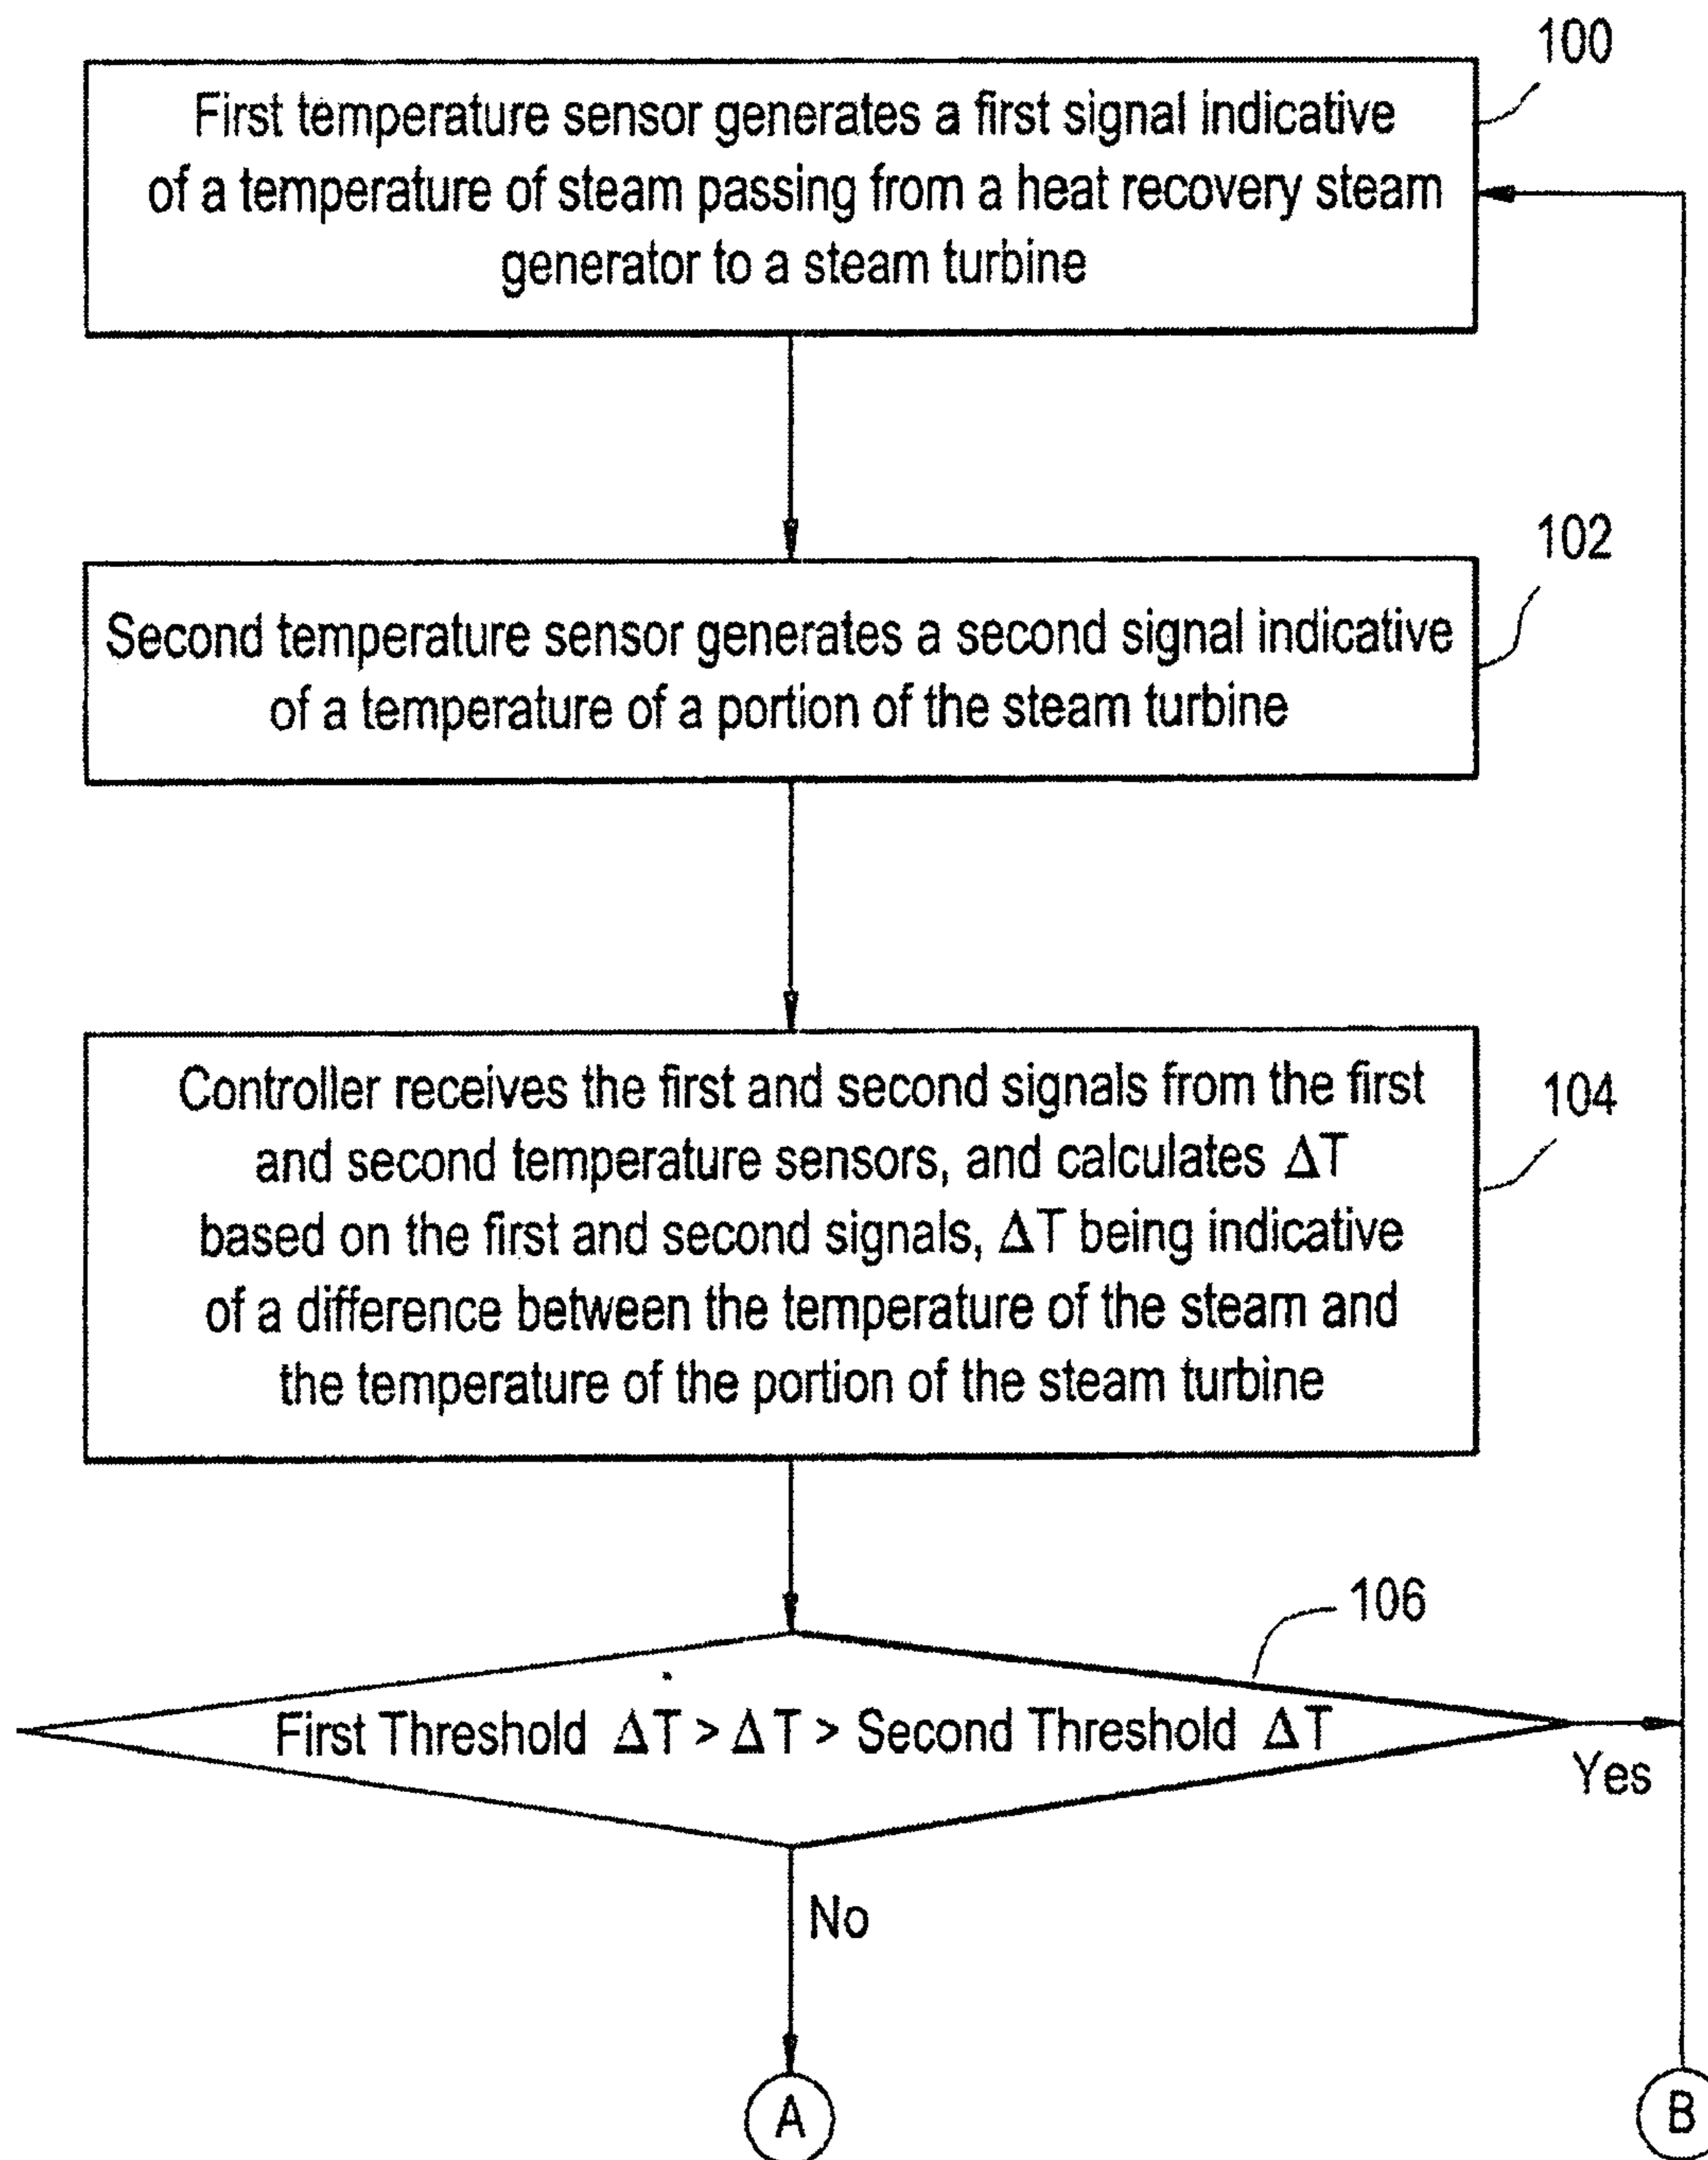 100
First temperature sensor generates a first signal indicative
of a temperature of steam passing from a heat recovery steam
generator to a steam turbine
102
Second temperature sensor generates a second signal indicative
of a temperature of a portion of the steam turbine
104
Controller receives the first and second signals from the first
and second temperature sensors, and calculates ΔT
based on the first and second signals, ΔT being indicative
of a difference between the temperature of the steam and
the temperature of the portion of the steam turbine
106
First Threshold ΔT > ΔT > Second Threshold ΔT
Yes
No
A
B